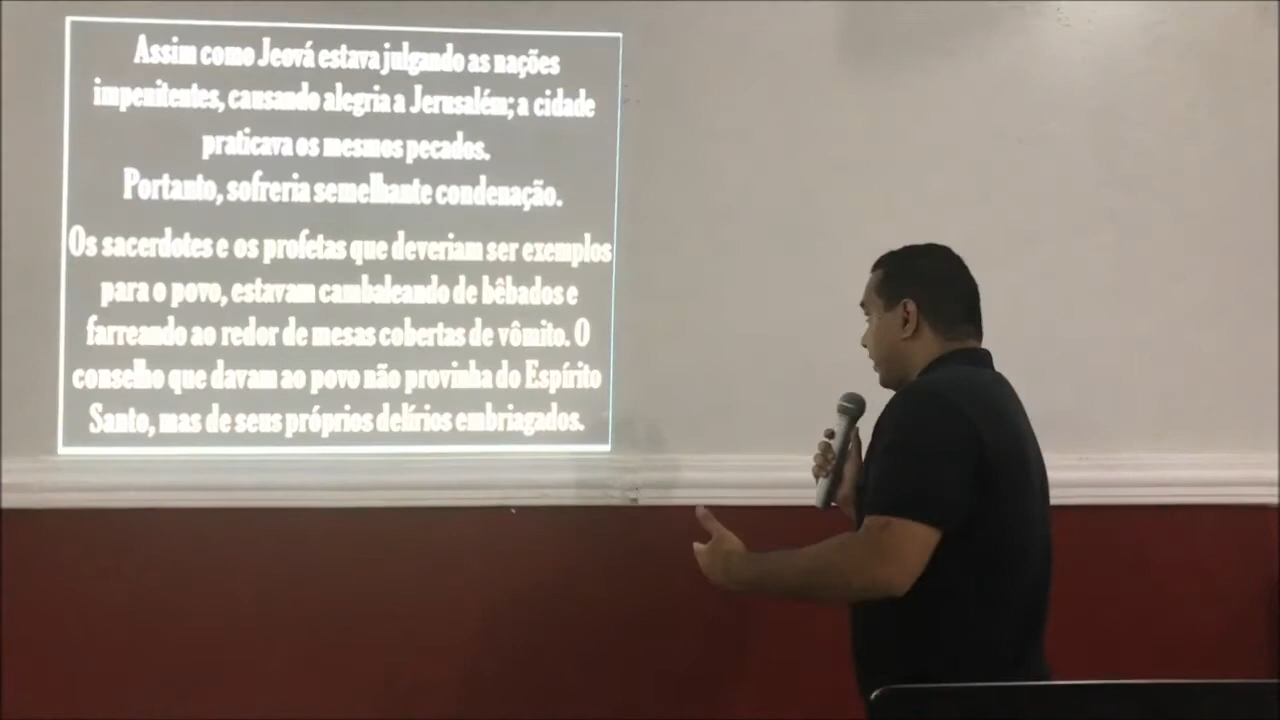 Assim como Jeová estava julgando as nações
impenitentes, causando alegria a Jerusalém; a cidade
praticava os mesmos pecados.
Portanto, sofreria semelhante condenação.
Os sacerdotes e os profetas que deveriam ser exemplos
para o povo, estavam cambaleando de bêbados e
farreando ao redor de mesas cobertas de vômito. O
conselho que davam ao povo não provinha do Espírito
Santo, mas de seus próprios delírios embriagados.